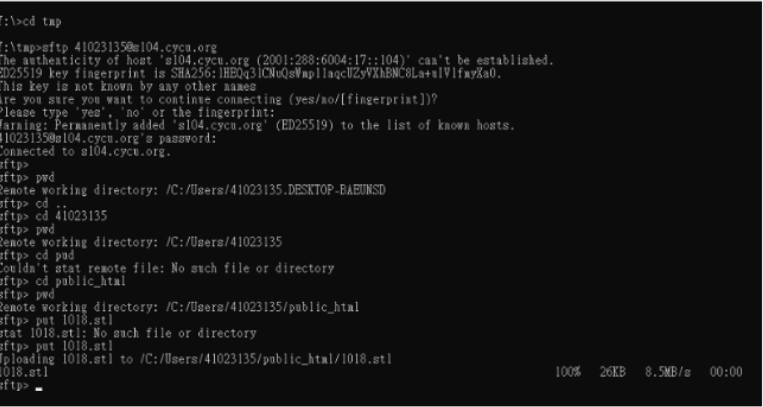 :\>cd tmp
:\tmp>sftp 41023135@s104.cycu.org
The authenticity of host 's104.cycu.org (2001:288:6004:17::104)' can't be established.
ED25519 key fingerprint is
This key is not known by any other names
Are you sure you want to continue connecting (yes/no/[fingerprint])?
Please type 'yes', 'no' or the fingerprint:
Warning: Permanently added 's104.cycu.org' (ED25519) to the list of known hosts.
41023135@s104.cycu.org's password:
Connected to s104.cycu.org.
sftp>
sftp> pwd
Remote working directory: /C:/Users/41023135.DESKTOP-BAEUNSD
sftp> cd ..
sftp> cd 41023135
sftp> pwd
Remote working directory: /C:/Users/41023135
sftp> cd pud
Couldn't stat remote file: No such file or directory
sftp> cd public_html
sftp> pwd
Remote working directory: /C:/Users/41023135/public_html
sftp> put 1018.stl
stat 1018.stl: No such file or directory
sftp> put 1018.stl
Uploading 1018.stl to /C:/Users/41023135/public_html/1018.stl
1018.stl 100% 26KB 8.5MB/s 00:00
sftp>